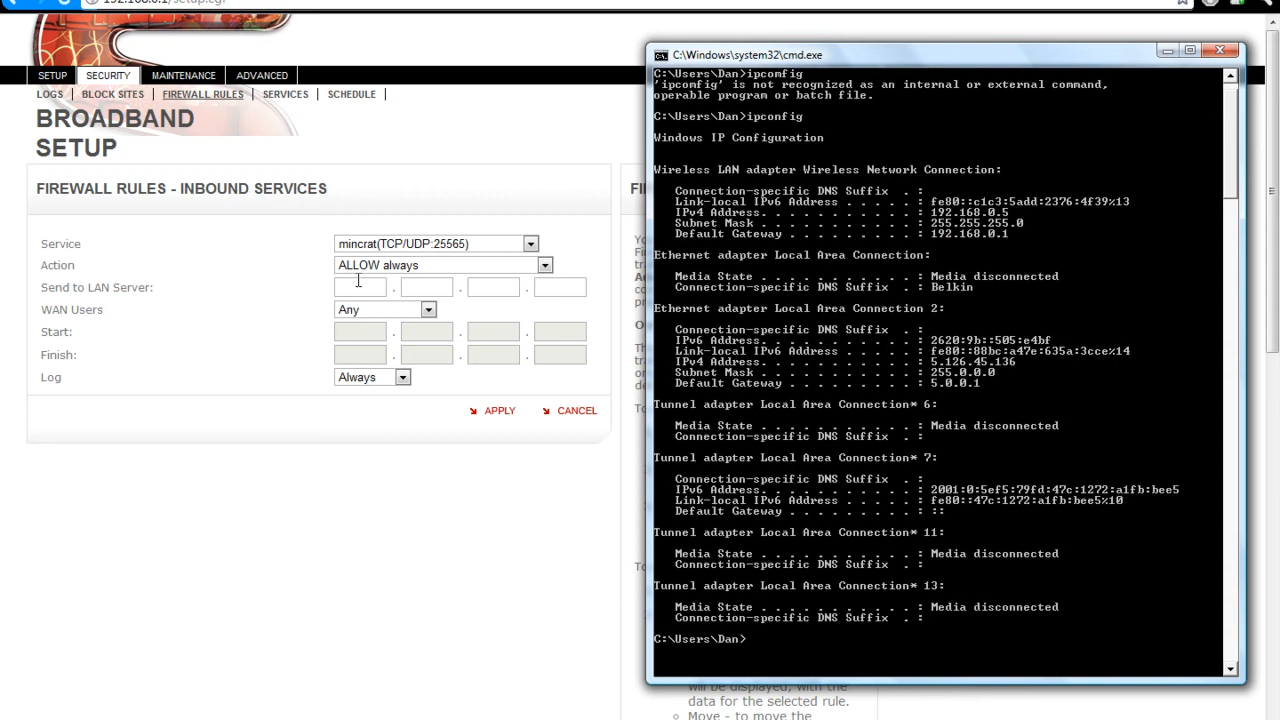 192.168.0.1/setup.cgi
SETUP SECURITY MAINTENANCE ADVANCED
LOGS BLOCK SITES FIREWALL RULES SERVICES SCHEDULE
BROADBAND
SETUP
FIREWALL RULES - INBOUND SERVICES
Service mincrat(TCP/UDP:25565)
Action ALLOW always
Send to LAN Server: . . .
WAN Users Any
Start: . . .
Finish: . . .
Log Always
APPLY CANCEL
C:\Windows\system32\cmd.exe
C:\Users\Dan>ipcomfig
'ipcomfig' is not recognized as an internal or external command,
operable program or batch file.
C:\Users\Dan>ipconfig
Windows IP Configuration
Wireless LAN adapter Wireless Network Connection:
Connection-specific DNS Suffix . :
Link-local IPv6 Address . . . . . : fe80::c1c3:5add:2376:4f39%13
IPv4 Address. . . . . . . . . . . : 192.168.0.5
Subnet Mask . . . . . . . . . . . : 255.255.255.0
Default Gateway . . . . . . . . . : 192.168.0.1
Ethernet adapter Local Area Connection:
Media State . . . . . . . . . . . : Media disconnected
Connection-specific DNS Suffix . : Belkin
Ethernet adapter Local Area Connection 2:
Connection-specific DNS Suffix . :
IPv6 Address. . . . . . . . . . . : 2620:9b::505:e4bf
Link-local IPv6 Address . . . . . : fe80::88bc:a47e:635a:3cce%14
IPv4 Address. . . . . . . . . . . : 5.126.45.136
Subnet Mask . . . . . . . . . . . : 255.0.0.0
Default Gateway . . . . . . . . . : 5.0.0.1
Tunnel adapter Local Area Connection* 6:
Media State . . . . . . . . . . . : Media disconnected
Connection-specific DNS Suffix . :
Tunnel adapter Local Area Connection* 7:
Connection-specific DNS Suffix . :
IPv6 Address. . . . . . . . . . . : 2001:0:5ef5:79fd:47c:1272:a1fb:bee5
Link-local IPv6 Address . . . . . : fe80::47c:1272:a1fb:bee5%10
Default Gateway . . . . . . . . . : ::
Tunnel adapter Local Area Connection* 11:
Media State . . . . . . . . . . . : Media disconnected
Connection-specific DNS Suffix . :
Tunnel adapter Local Area Connection* 13:
Media State . . . . . . . . . . . : Media disconnected
Connection-specific DNS Suffix . :
C:\Users\Dan>
will be displayed, with the
data for the selected rule.
Move - to move the